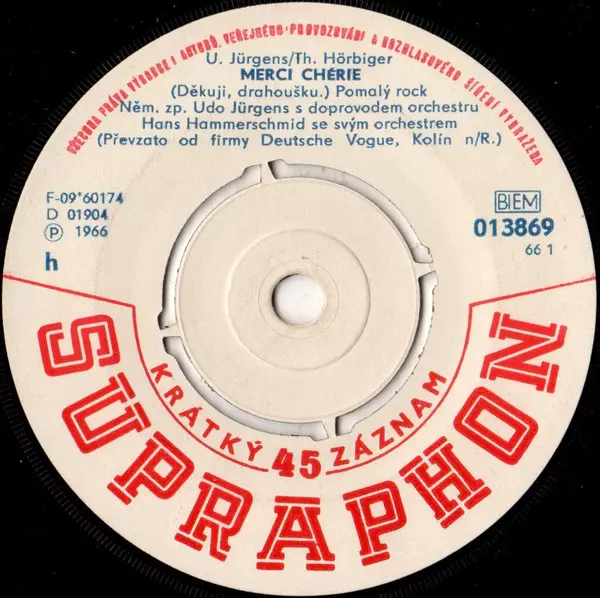 VŠECHNA PRÁVA VÝROBCE I AUTORŮ, VEŘEJNÉHO PROVOZOVÁNÍ A ROZHLASOVÉHO ŠÍŘENÍ VYHRAŽENA
U. Jürgens/Th. Hörbiger
MERCI CHÉRIE
(Děkuji, drahoušku.) Pomalý rock
Něm. zp. Udo Jürgens s doprovodem orchestru
Hans Hammerschmid se svým orchestrem
(Převzato od firmy Deutsche Vogue, Kolín n/R.)
F-09*60174
D 01904
Ⓟ 1966
h
BIEM
013869
66 1
KRÁTKÝ 45 ZÁZNAM
SUPRAPHON